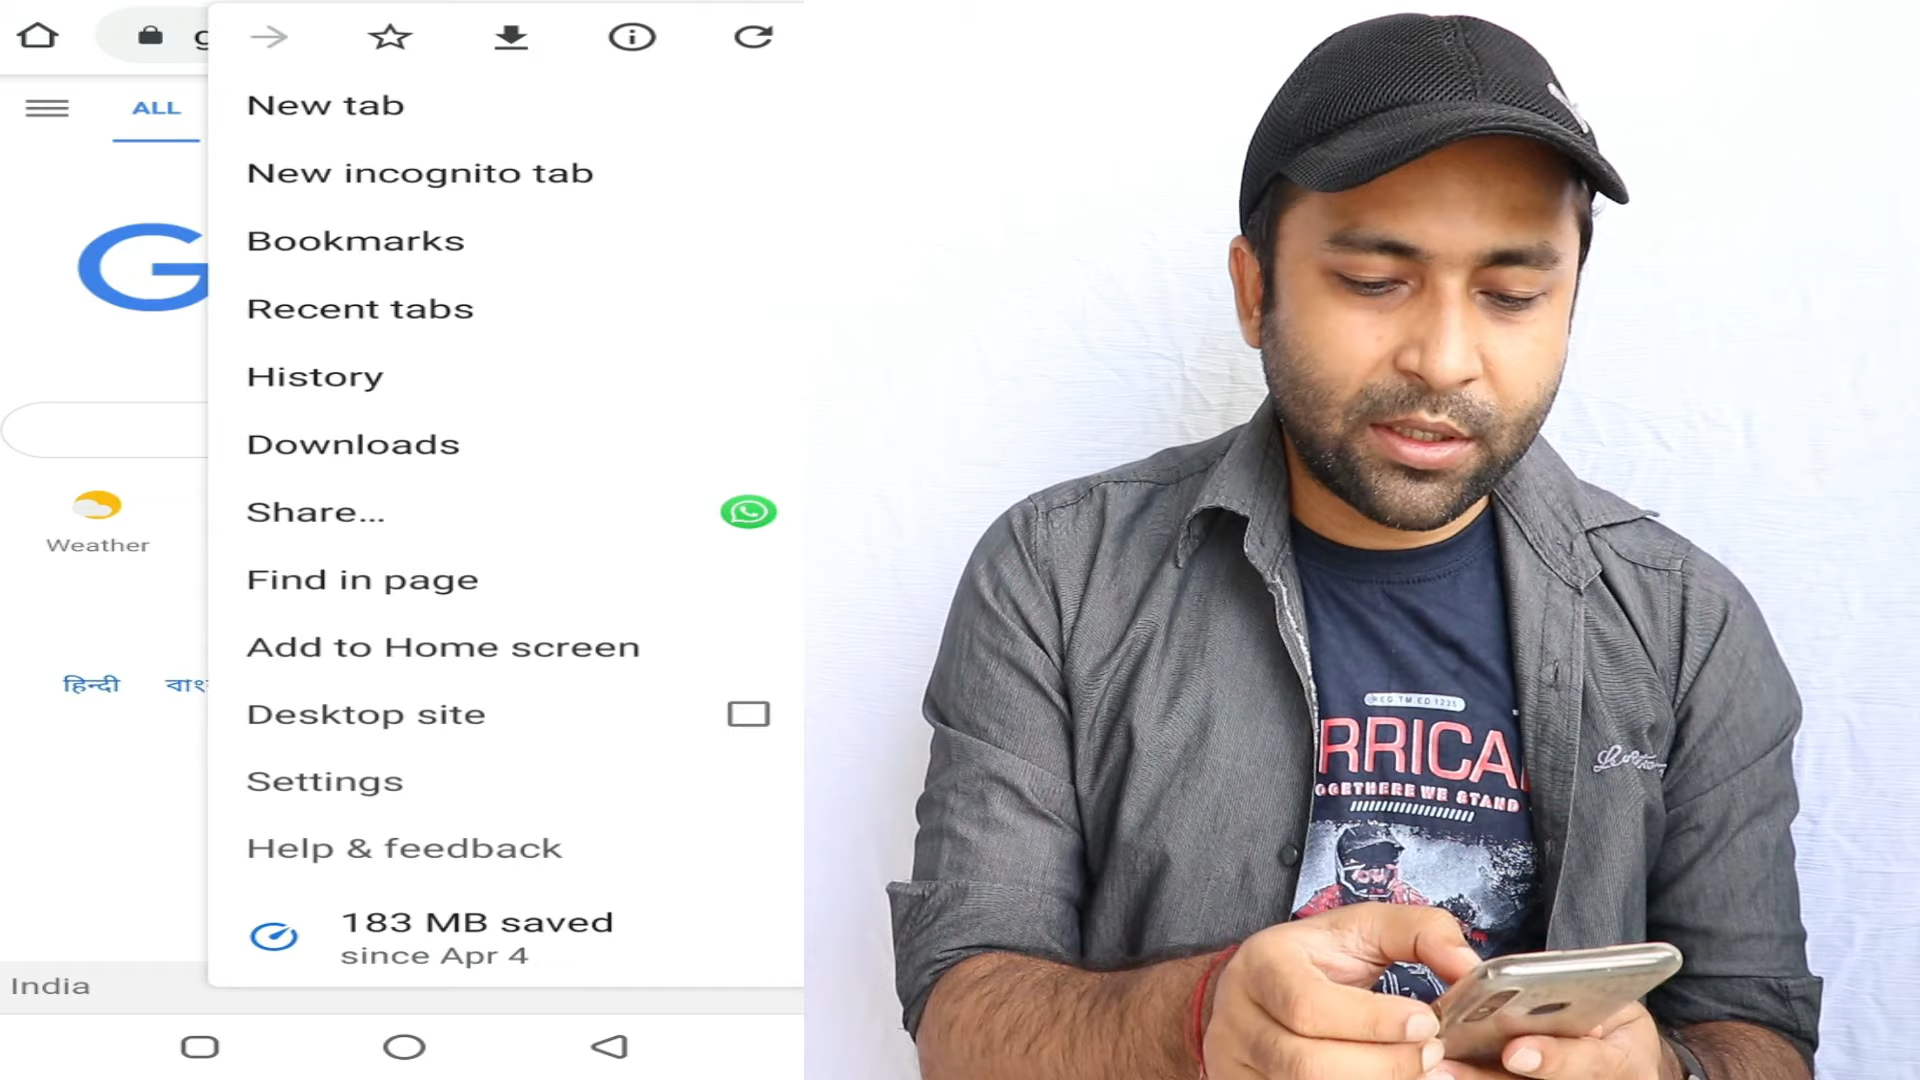 ALL
New tab
New incognito tab
Bookmarks
Recent tabs
History
Downloads
Share...
Find in page
Add to Home screen
Desktop site
Settings
Help & feedback
183 MB saved
since Apr 4
G
Weather
हिन्दी
India
RRICA
OGETHERE WE STAND